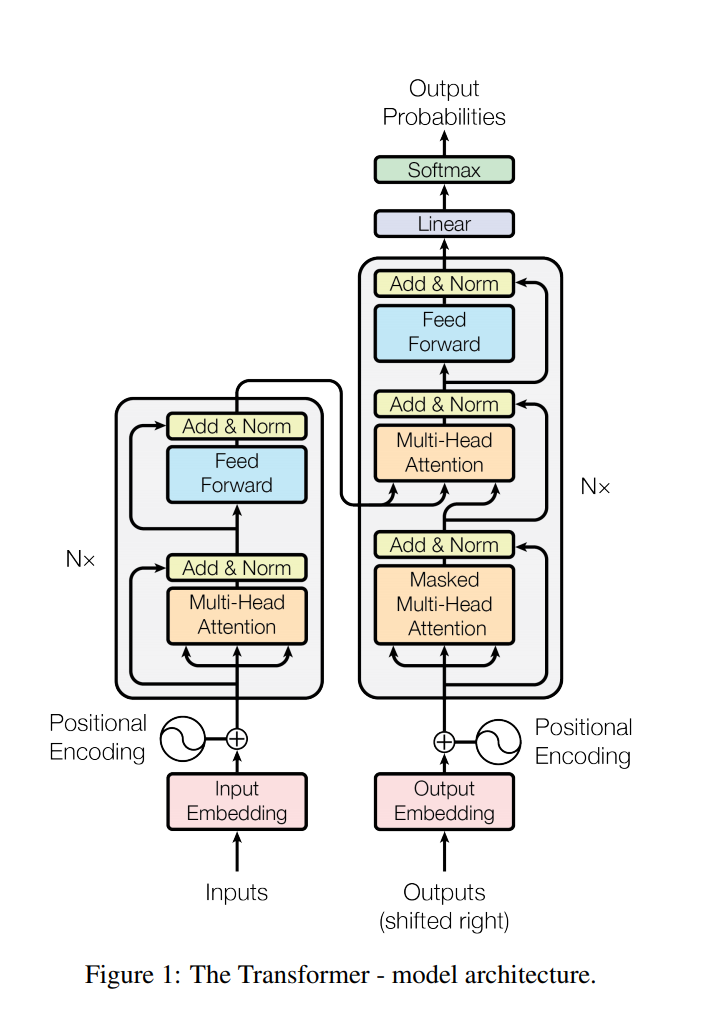 Output
Probabilities
Softmax
Linear
Add & Norm
Feed
Forward
Add & Norm
Multi-Head
Attention
Nx
Add & Norm
Masked
Multi-Head
Attention
Add & Norm
Feed
Forward
Nx
Add & Norm
Multi-Head
Attention
Positional
Encoding
Positional
Encoding
Input
Embedding
Output
Embedding
Inputs
Outputs
(shifted right)
Figure 1: The Transformer - model architecture.